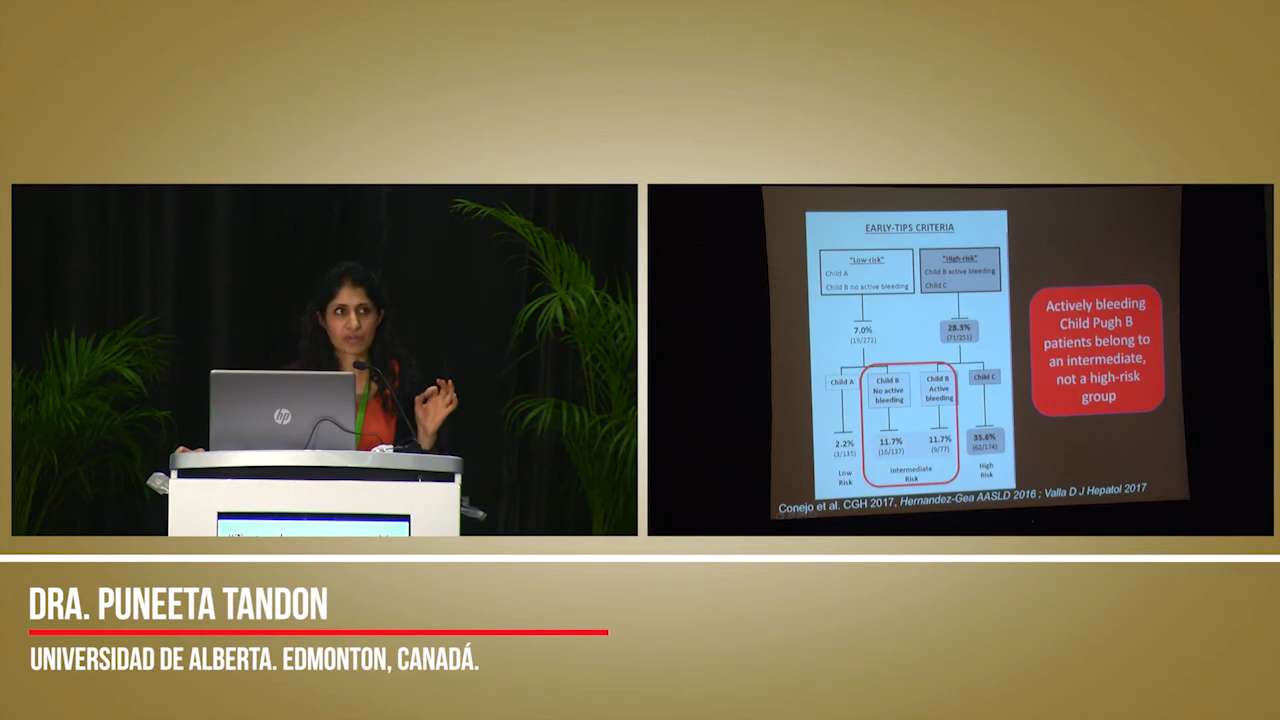 hp
EARLY-TIPS CRITERIA
"Low-risk"
Child A
Child B no active bleeding
"High-risk"
Child B active bleeding
Child C
7.0%
(19/272)
28.3%
(71/251)
Child A
Child B
No active
bleeding
Child B
Active
bleeding
Child C
2.2%
(3/135)
11.7%
(16/137)
11.7%
(9/77)
35.6%
(62/174)
Low
Risk
Intermediate
Risk
High
Risk
Actively bleeding
Child Pugh B
patients belong to
an intermediate,
not a high-risk
group
Conejo et al. CGH 2017, Hernandez-Gea AASLD 2016 ; Valla D J Hepatol 2017
DRA. PUNEETA TANDON
UNIVERSIDAD DE ALBERTA. EDMONTON, CANADÁ.